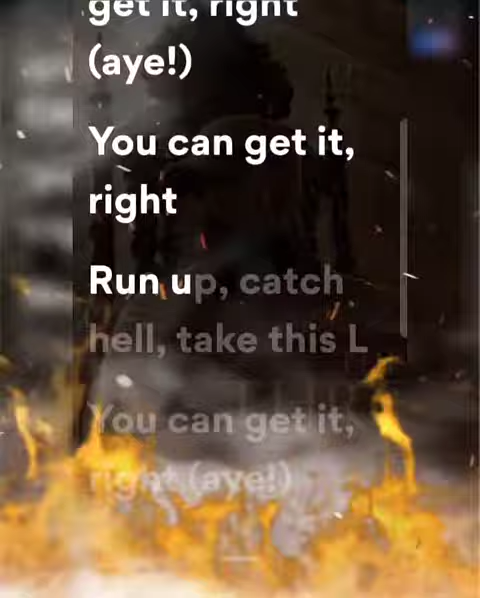 get it, right
(aye!)
You can get it,
right
Run up, catch
hell, take this L
You can get it,
right (aye!)